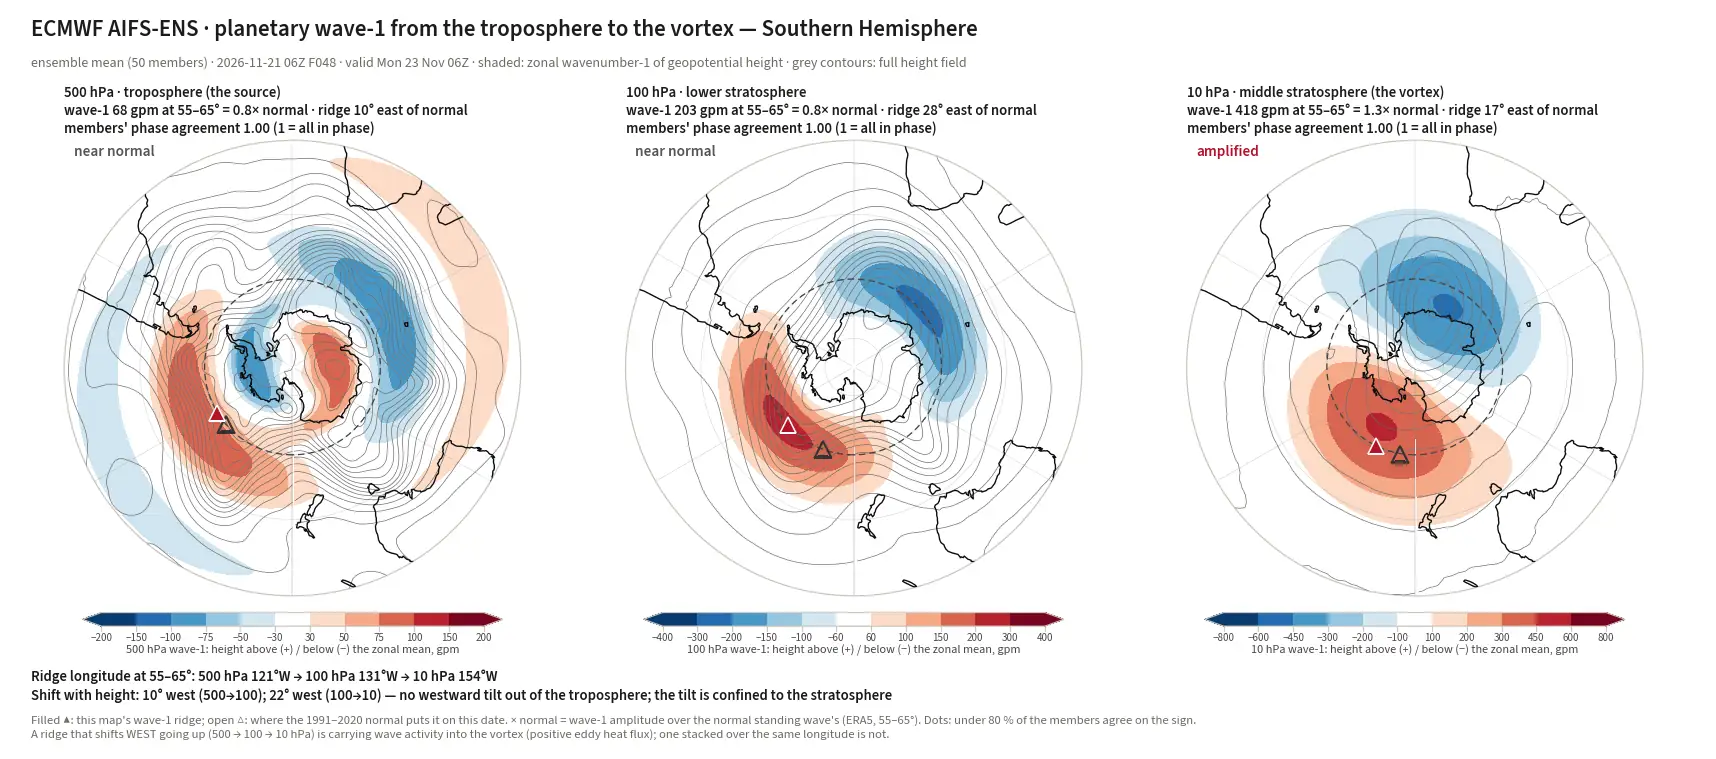 ECMWF AIFS-ENS · planetary wave-1 from the troposphere to the vortex — Southern Hemisphere
ensemble mean (50 members) · 2026-11-21 06Z F048 · valid Mon 23 Nov 06Z · shaded: zonal wavenumber-1 of geopotential height · grey contours: full height field
500 hPa · troposphere (the source)
wave-1 68 gpm at 55–65° = 0.8× normal · ridge 10° east of normal
members' phase agreement 1.00 (1 = all in phase)
near normal
100 hPa · lower stratosphere
wave-1 203 gpm at 55–65° = 0.8× normal · ridge 28° east of normal
members' phase agreement 1.00 (1 = all in phase)
near normal
10 hPa · middle stratosphere (the vortex)
wave-1 418 gpm at 55–65° = 1.3× normal · ridge 17° east of normal
members' phase agreement 1.00 (1 = all in phase)
amplified
−200 −150 −100 −75 −50 −30 30 50 75 100 150 200
500 hPa wave-1: height above (+) / below (−) the zonal mean, gpm
−400 −300 −200 −150 −100 −60 60 100 150 200 300 400
100 hPa wave-1: height above (+) / below (−) the zonal mean, gpm
−800 −600 −450 −300 −200 −100 100 200 300 450 600 800
10 hPa wave-1: height above (+) / below (−) the zonal mean, gpm
Ridge longitude at 55–65°: 500 hPa 121°W → 100 hPa 131°W → 10 hPa 154°W
Shift with height: 10° west (500→100); 22° west (100→10) — no westward tilt out of the troposphere; the tilt is confined to the stratosphere
Filled ▲: this map's wave-1 ridge; open △: where the 1991–2020 normal puts it on this date. × normal = wave-1 amplitude over the normal standing wave's (ERA5, 55–65°). Dots: under 80 % of the members agree on the sign.
A ridge that shifts WEST going up (500 → 100 → 10 hPa) is carrying wave activity into the vortex (positive eddy heat flux); one stacked over the same longitude is not.